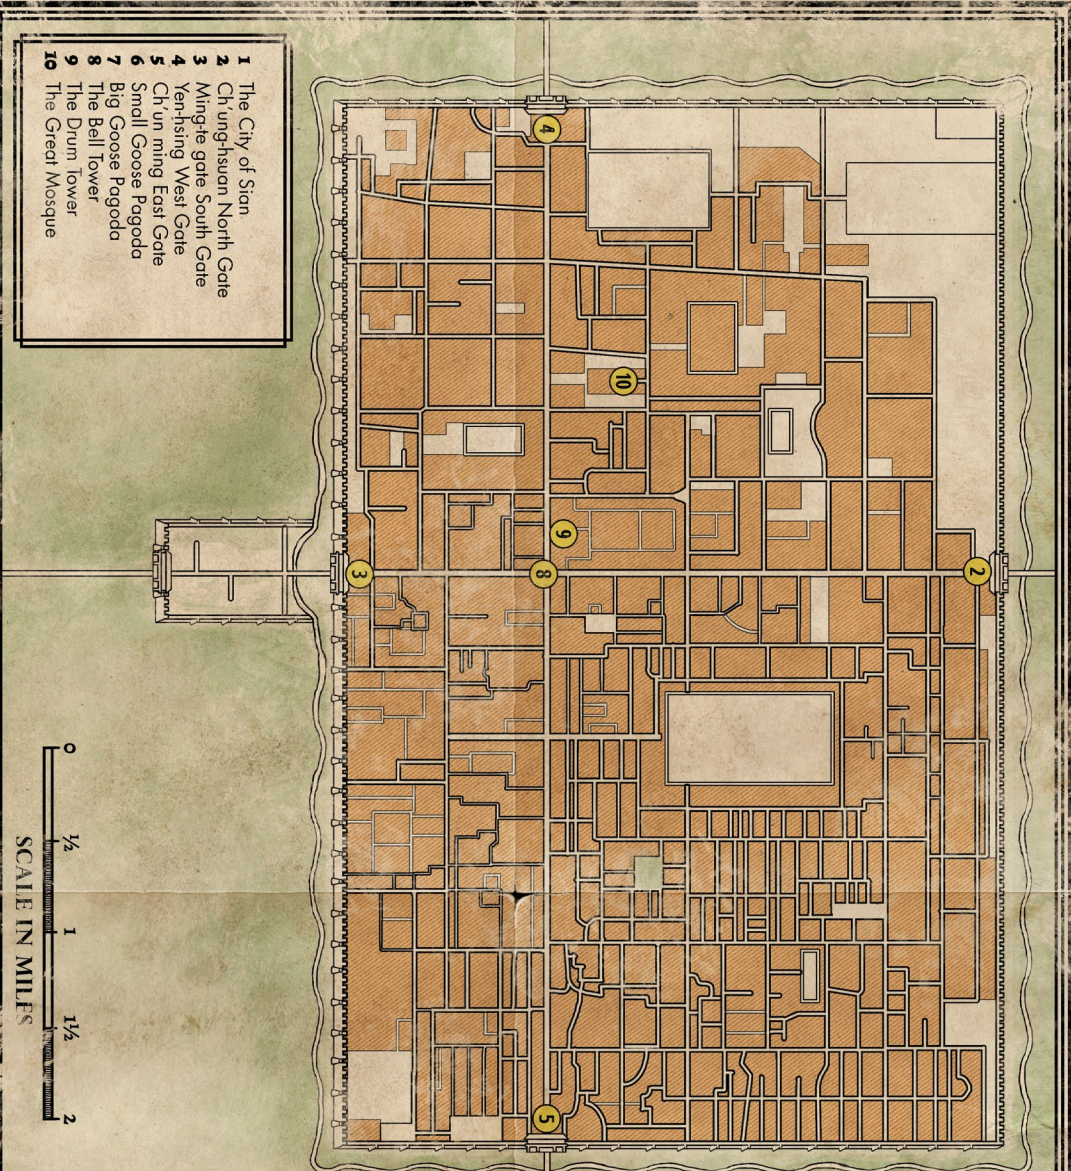 1 The City of Sian
2 Ch'ung-hsuan North Gate
3 Ming-te gate South Gate
4 Yen-hsing West Gate
5 Ch'un ming East Gate
6 Small Goose Pagoda
7 Big Goose Pagoda
8 The Bell Tower
9 The Drum Tower
10 The Great Mosque
4
10
9
2
3
8
5
0 ½ 1 1½ 2
SCALE IN MILES